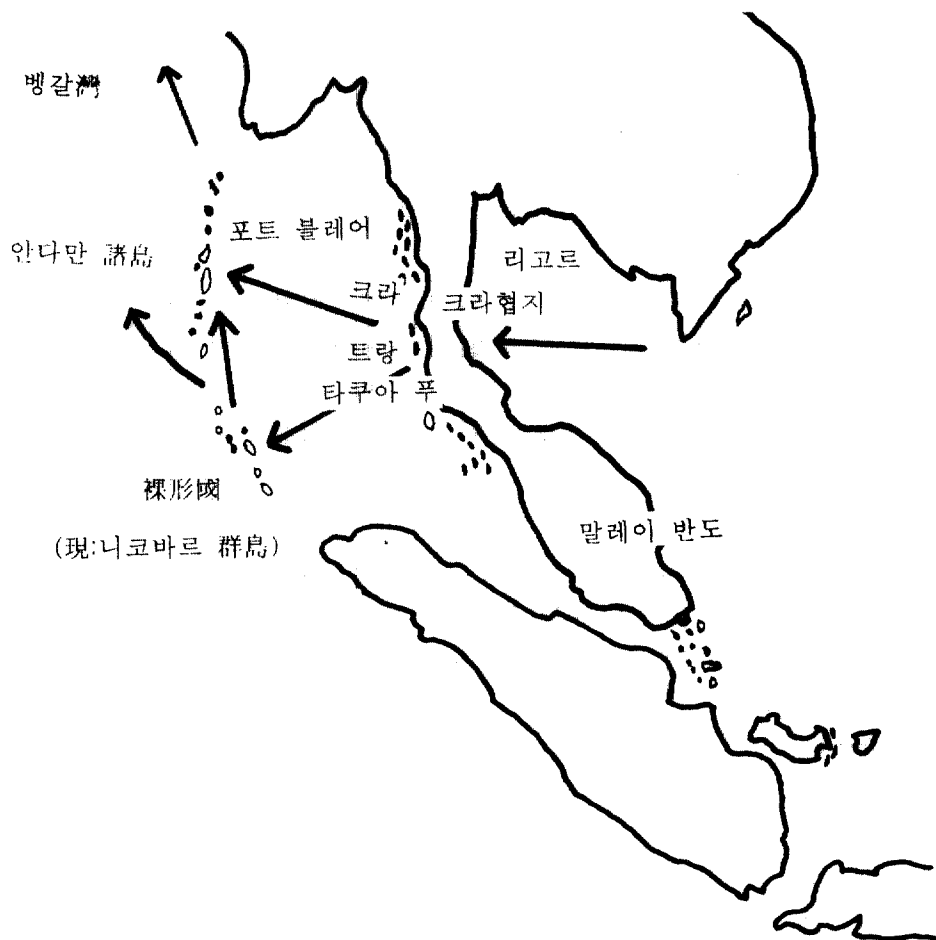 벵갈灣
포트 블레어
안다만 諸島
리고르
크라
크라협지
트랑
타쿠아 푸
裸形國
말레이 반도
(現:니코바르 群島)